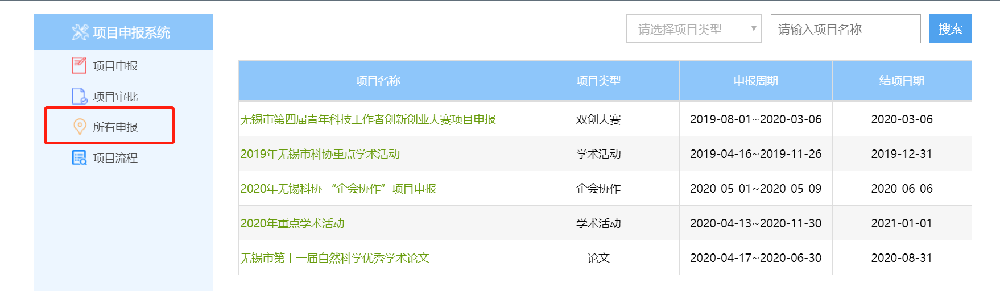 项目申报系统
项目申报
项目审批
所有申报
项目流程
请选择项目类型 请输入项目名称 搜索
项目名称 项目类型 申报周期 结项日期
无锡市第四届青年科技工作者创新创业大赛项目申报 双创大赛 2019-08-01~2020-03-06 2020-03-06
2019年无锡市科协重点学术活动 学术活动 2019-04-16~2019-11-26 2019-12-31
2020年无锡科协 “企会协作”项目申报 企会协作 2020-05-01~2020-05-09 2020-06-06
2020年重点学术活动 学术活动 2020-04-13~2020-11-30 2021-01-01
无锡市第十一届自然科学优秀学术论文 论文 2020-04-17~2020-06-30 2020-08-31